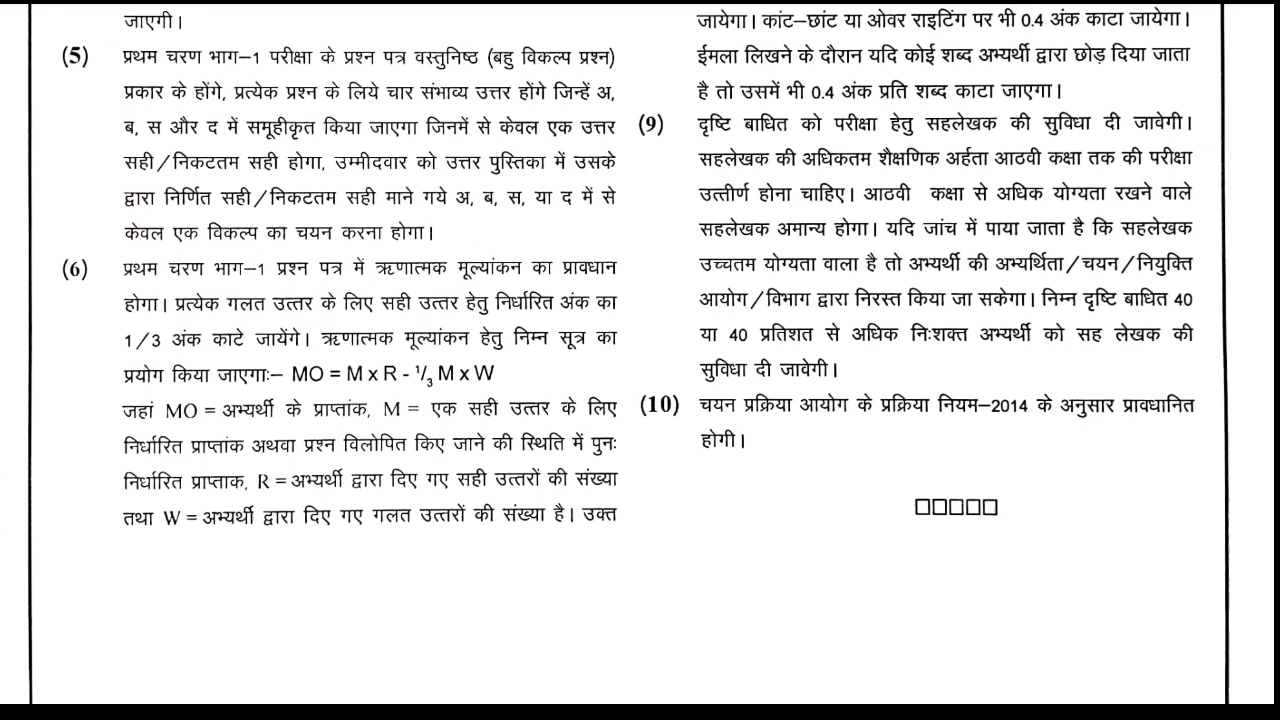 जाएगी।
(5) प्रथम चरण भाग–1 परीक्षा के प्रश्न पत्र वस्तुनिष्ठ (बहु विकल्प प्रश्न)
प्रकार के होंगे, प्रत्येक प्रश्न के लिये चार संभाव्य उत्तर होंगे जिन्हें अ,
ब, स और द में समूहीकृत किया जाएगा जिनमें से केवल एक उत्तर
सही/निकटतम सही होगा, उम्मीदवार को उत्तर पुस्तिका में उसके
द्वारा निर्णित सही/निकटतम सही माने गये अ, ब, स, या द में से
केवल एक विकल्प का चयन करना होगा।
(6) प्रथम चरण भाग–1 प्रश्न पत्र में ऋणात्मक मूल्यांकन का प्रावधान
होगा। प्रत्येक गलत उत्तर के लिए सही उत्तर हेतु निर्धारित अंक का
1/3 अंक काटे जायेंगे। ऋणात्मक मूल्यांकन हेतु निम्न सूत्र का
प्रयोग किया जाएगाः– MO = M x R - 1/3 M x W
जहां MO = अभ्यर्थी के प्राप्तांक, M = एक सही उत्तर के लिए
निर्धारित प्राप्तांक अथवा प्रश्न विलोपित किए जाने की स्थिति में पुनः
निर्धारित प्राप्ताक, R = अभ्यर्थी द्वारा दिए गए सही उत्तरों की संख्या
तथा W = अभ्यर्थी द्वारा दिए गए गलत उत्तरों की संख्या है। उक्त
जायेगा। कांट–छांट या ओवर राइटिंग पर भी 0.4 अंक काटा जायेगा।
ईमला लिखने के दौरान यदि कोई शब्द अभ्यर्थी द्वारा छोड़ दिया जाता
है तो उसमें भी 0.4 अंक प्रति शब्द काटा जाएगा।
(9) दृष्टि बाधित को परीक्षा हेतु सहलेखक की सुविधा दी जावेगी।
सहलेखक की अधिकतम शैक्षणिक अर्हता आठवी कक्षा तक की परीक्षा
उत्तीर्ण होना चाहिए। आठवी कक्षा से अधिक योग्यता रखने वाले
सहलेखक अमान्य होगा। यदि जांच में पाया जाता है कि सहलेखक
उच्चतम योग्यता वाला है तो अभ्यर्थी की अभ्यर्थिता/चयन/नियुक्ति
आयोग/विभाग द्वारा निरस्त किया जा सकेगा। निम्न दृष्टि बाधित 40
या 40 प्रतिशत से अधिक निःशक्त अभ्यर्थी को सह लेखक की
सुविधा दी जावेगी।
(10) चयन प्रक्रिया आयोग के प्रक्रिया नियम–2014 के अनुसार प्रावधानित
होगी।
□□□□□